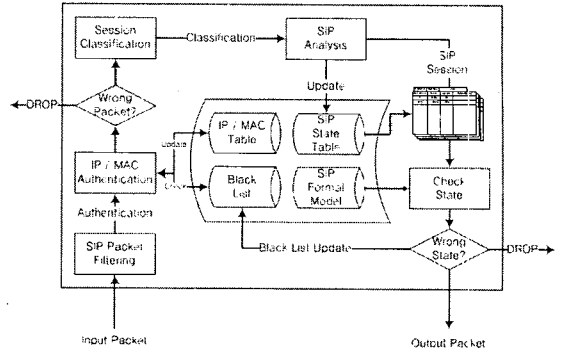 Session
Classification
Classification
SIP
Analysis
SIP
Session
Update
DROP
Wrong
Packet?
IP / MAC
Table
SIP
State
Table
Update
IP / MAC
Authentication
Check
Black
List
SIP
Formal
Model
Check
State
Authentication
SIP Packet
Filtering
Black List Update
Wrong
State?
DROP
Input Packet
Output Packet